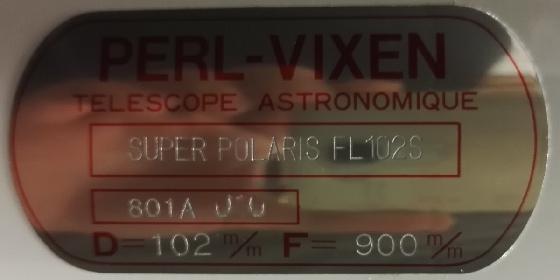 PERL-VIXEN
TELESCOPE ASTRONOMIQUE
SUPER POLARIS FL102S
801A
D=102 m/m F=900 m/m